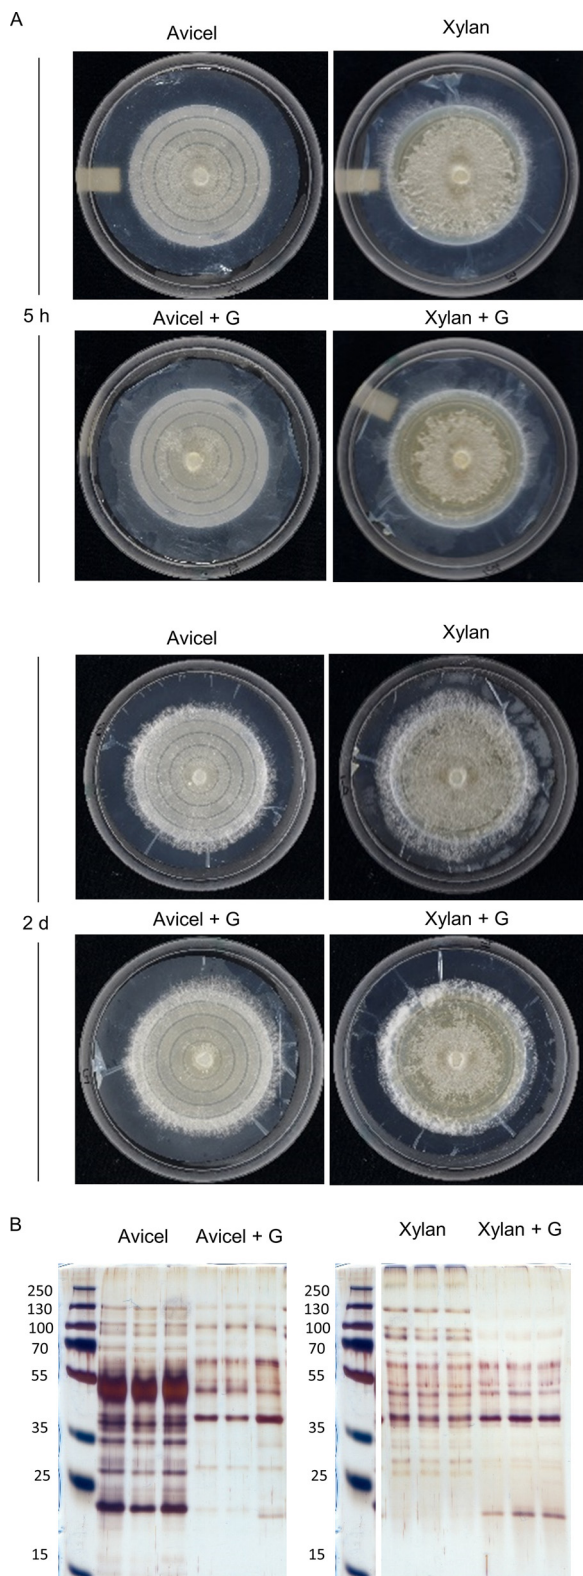 A
Avicel
Xylan
5 h
Avicel + G
Xylan + G
Avicel
Xylan
2 d
Avicel + G
Xylan + G
B
Avicel
Avicel + G
Xylan
Xylan + G
250
130
100
70
55
35
25
15
250
130
100
70
55
35
25
15